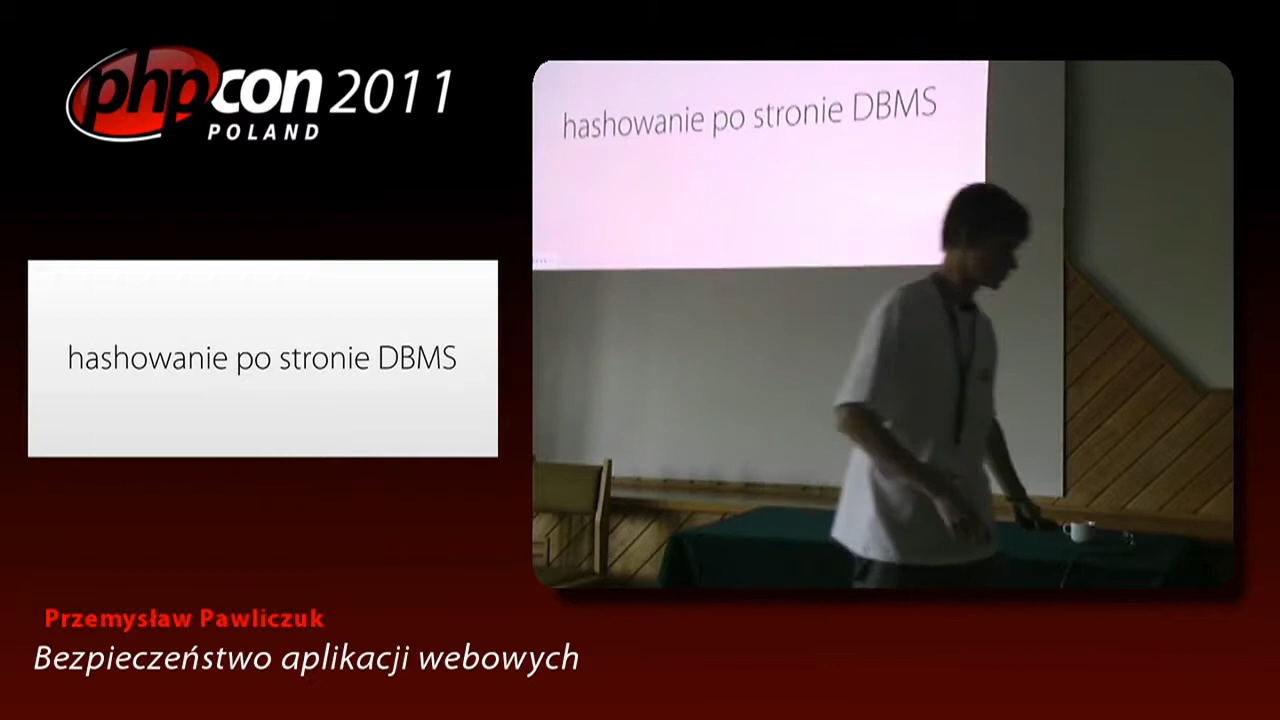 phpcon 2011
POLAND
hashowanie po stronie DBMS
hashowanie po stronie DBMS
Przemysław Pawliczuk
Bezpieczeństwo aplikacji webowych